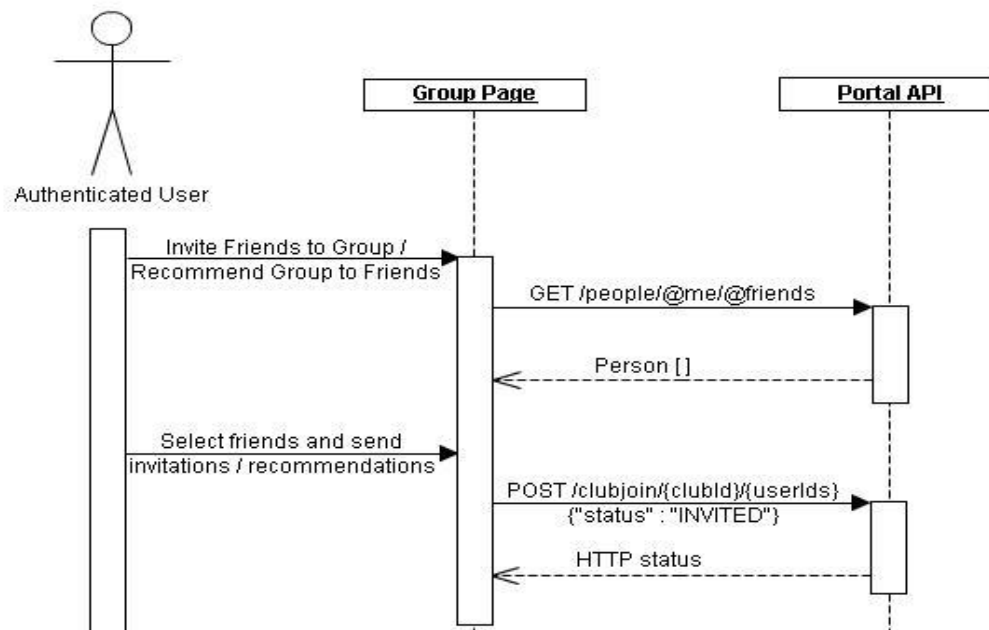 Group Page
Portal API
Authenticated User
Invite Friends to Group /
Recommend Group to Friends
GET /people/@me/@friends
Person [ ]
Select friends and send
invitations / recommendations
POST /clubjoin/{clubId}/{userIds}
{"status" : "INVITED"}
HTTP status